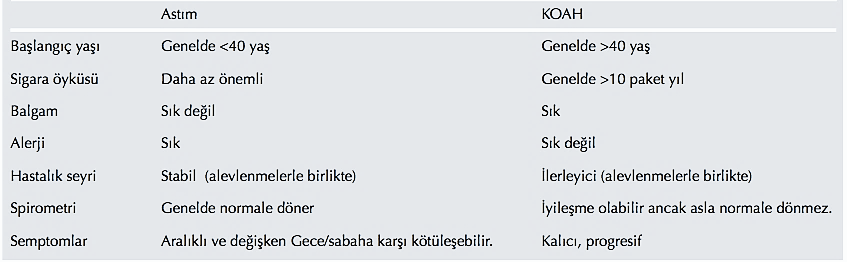 Astım KOAH
Başlangıç yaşı Genelde <40 yaş Genelde >40 yaş
Sigara öyküsü Daha az önemli Genelde >10 paket yıl
Balgam Sık değil Sık
Alerji Sık Sık değil
Hastalık seyri Stabil (alevlenmelerle birlikte) İlerleyici (alevlenmelerle birlikte)
Spirometri Genelde normale döner İyileşme olabilir ancak asla normale dönmez.
Semptomlar Aralıklı ve değişken Gece/sabaha karşı kötüleşebilir. Kalıcı, progresif